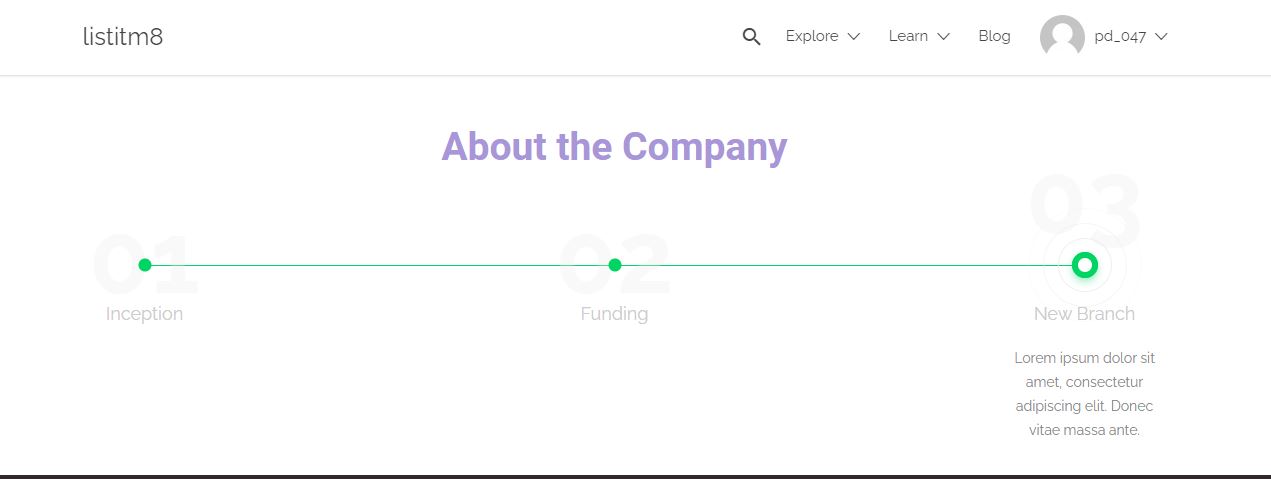 listitm8
Explore
Learn
Blog
pd_047
About the Company
01
02
03
Inception
Funding
New Branch
Lorem ipsum dolor sit
amet, consectetur
adipiscing elit. Donec
vitae massa ante.